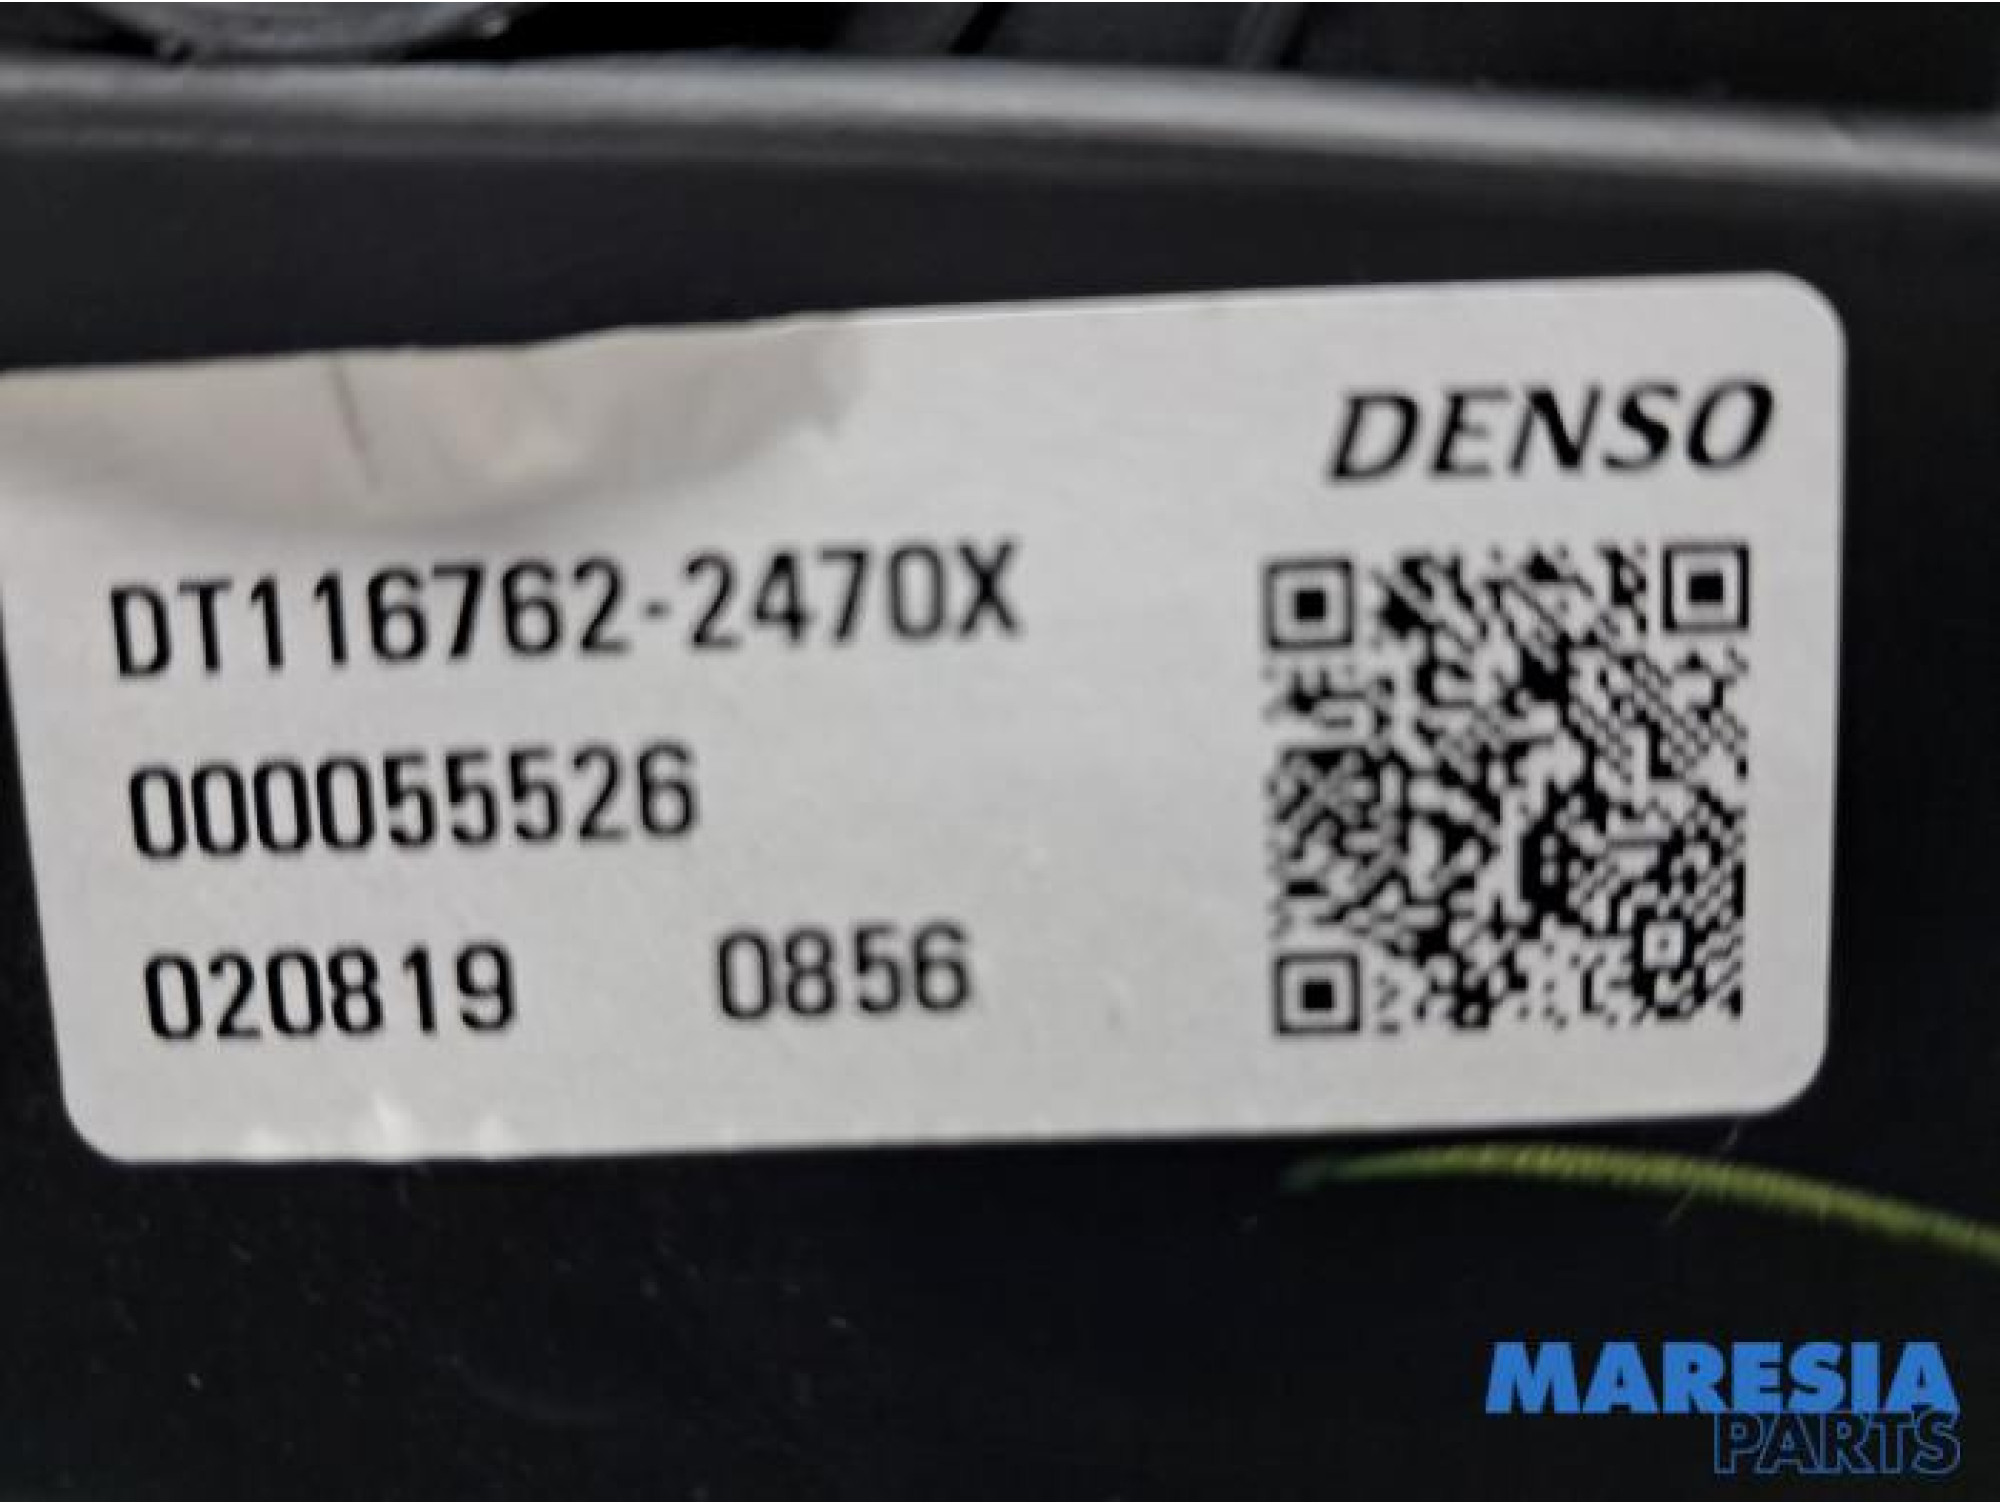 DENSO
DT116762-2470X
000055526
020819 0856
MARESIA
PARTS